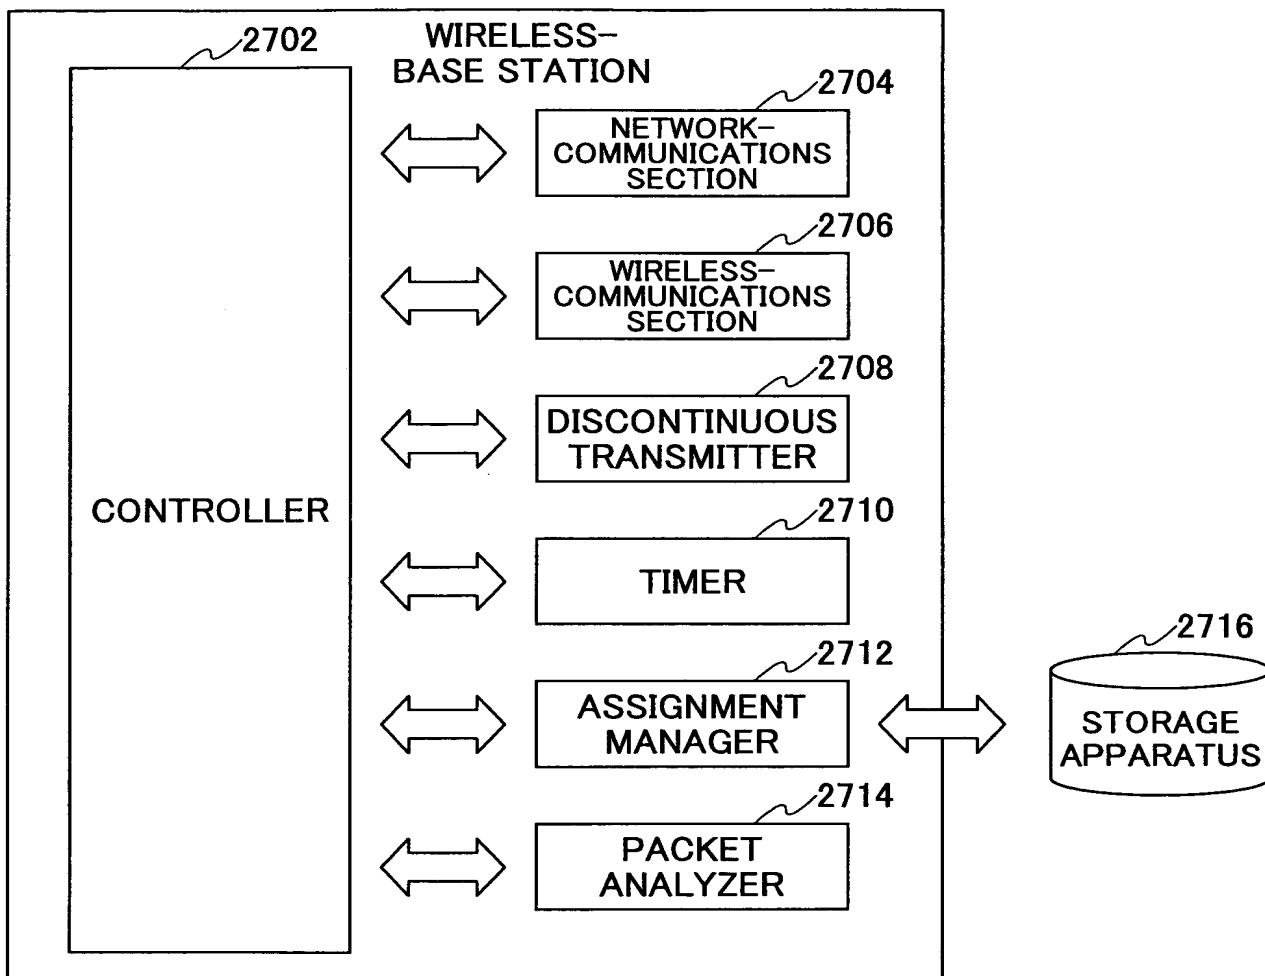 2702
WIRELESS-
BASE STATION
2704
NETWORK-
COMMUNICATIONS
SECTION
2706
WIRELESS-
COMMUNICATIONS
SECTION
2708
DISCONTINUOUS
TRANSMITTER
CONTROLLER
2710
TIMER
2712
ASSIGNMENT
MANAGER
2716
STORAGE
APPARATUS
2714
PACKET
ANALYZER